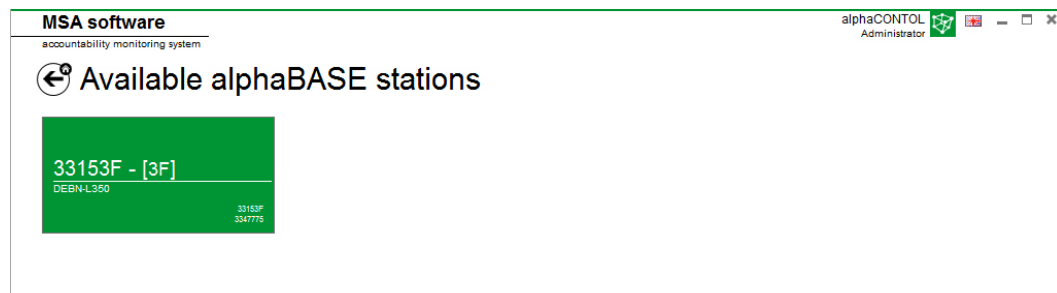 MSA software
accountability monitoring system
alphaCONTOL
Administrator
Available alphaBASE stations
33153F - [3F]
DEBN-L350
33153F
3347775